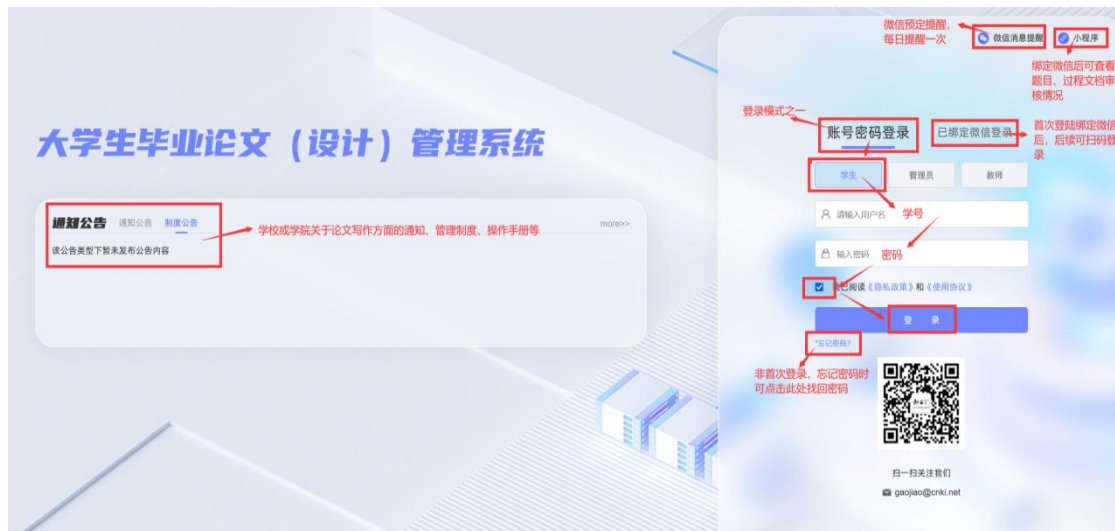 微信预定提醒，
每日提醒一次
微信消息提醒
小程序
绑定微信后可查看
题目、过程文档审
核情况
登录模式之一
账号密码登录
已绑定微信登录
首次登陆绑定微信
后，后续可扫码登
录
大学生毕业论文（设计）管理系统
学生
管理员
教师
请输入用户名
学号
通知公告
通知公告
制度公告
more>>
学校或学院关于论文写作方面的通知、管理制度、操作手册等
该公告类型下暂未发布公告内容
输入密码
密码
我已阅读《隐私政策》和《使用协议》
登 录
*忘记密码？
非首次登录，忘记密码时
可点击此处找回密码
扫一扫关注我们
gaojiao@cnki.net